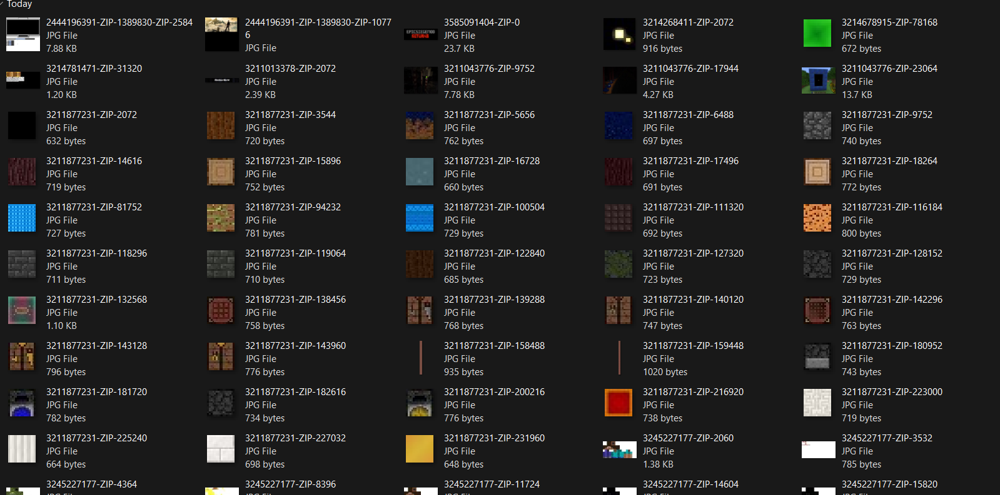 Today
2444196391-ZIP-1389830-ZIP-2584
JPG File
7.88 KB
2444196391-ZIP-1389830-ZIP-1077
6
JPG File
3585091404-ZIP-0
JPG File
23.7 KB
3214268411-ZIP-2072
JPG File
916 bytes
3214678915-ZIP-78168
JPG File
672 bytes
3214781471-ZIP-31320
JPG File
1.20 KB
3211013378-ZIP-2072
JPG File
2.39 KB
3211043776-ZIP-9752
JPG File
7.78 KB
3211043776-ZIP-17944
JPG File
4.27 KB
3211043776-ZIP-23064
JPG File
13.7 KB
3211877231-ZIP-2072
JPG File
632 bytes
3211877231-ZIP-3544
JPG File
720 bytes
3211877231-ZIP-5656
JPG File
762 bytes
3211877231-ZIP-6488
JPG File
697 bytes
3211877231-ZIP-9752
JPG File
740 bytes
3211877231-ZIP-14616
JPG File
719 bytes
3211877231-ZIP-15896
JPG File
752 bytes
3211877231-ZIP-16728
JPG File
660 bytes
3211877231-ZIP-17496
JPG File
691 bytes
3211877231-ZIP-18264
JPG File
772 bytes
3211877231-ZIP-81752
JPG File
727 bytes
3211877231-ZIP-94232
JPG File
781 bytes
3211877231-ZIP-100504
JPG File
729 bytes
3211877231-ZIP-111320
JPG File
692 bytes
3211877231-ZIP-116184
JPG File
800 bytes
3211877231-ZIP-118296
JPG File
711 bytes
3211877231-ZIP-119064
JPG File
710 bytes
3211877231-ZIP-122840
JPG File
685 bytes
3211877231-ZIP-127320
JPG File
723 bytes
3211877231-ZIP-128152
JPG File
729 bytes
3211877231-ZIP-132568
JPG File
1.10 KB
3211877231-ZIP-138456
JPG File
758 bytes
3211877231-ZIP-139288
JPG File
768 bytes
3211877231-ZIP-140120
JPG File
747 bytes
3211877231-ZIP-142296
JPG File
763 bytes
3211877231-ZIP-143128
JPG File
796 bytes
3211877231-ZIP-143960
JPG File
776 bytes
3211877231-ZIP-158488
JPG File
935 bytes
3211877231-ZIP-159448
JPG File
1020 bytes
3211877231-ZIP-180952
JPG File
743 bytes
3211877231-ZIP-181720
JPG File
782 bytes
3211877231-ZIP-182616
JPG File
734 bytes
3211877231-ZIP-200216
JPG File
776 bytes
3211877231-ZIP-216920
JPG File
738 bytes
3211877231-ZIP-223000
JPG File
719 bytes
3211877231-ZIP-225240
JPG File
664 bytes
3211877231-ZIP-227032
JPG File
698 bytes
3211877231-ZIP-231960
JPG File
648 bytes
3245227177-ZIP-2060
JPG File
1.38 KB
3245227177-ZIP-3532
JPG File
785 bytes
3245227177-ZIP-4364
3245227177-ZIP-8396
3245227177-ZIP-11724
3245227177-ZIP-14604
3245227177-ZIP-15820